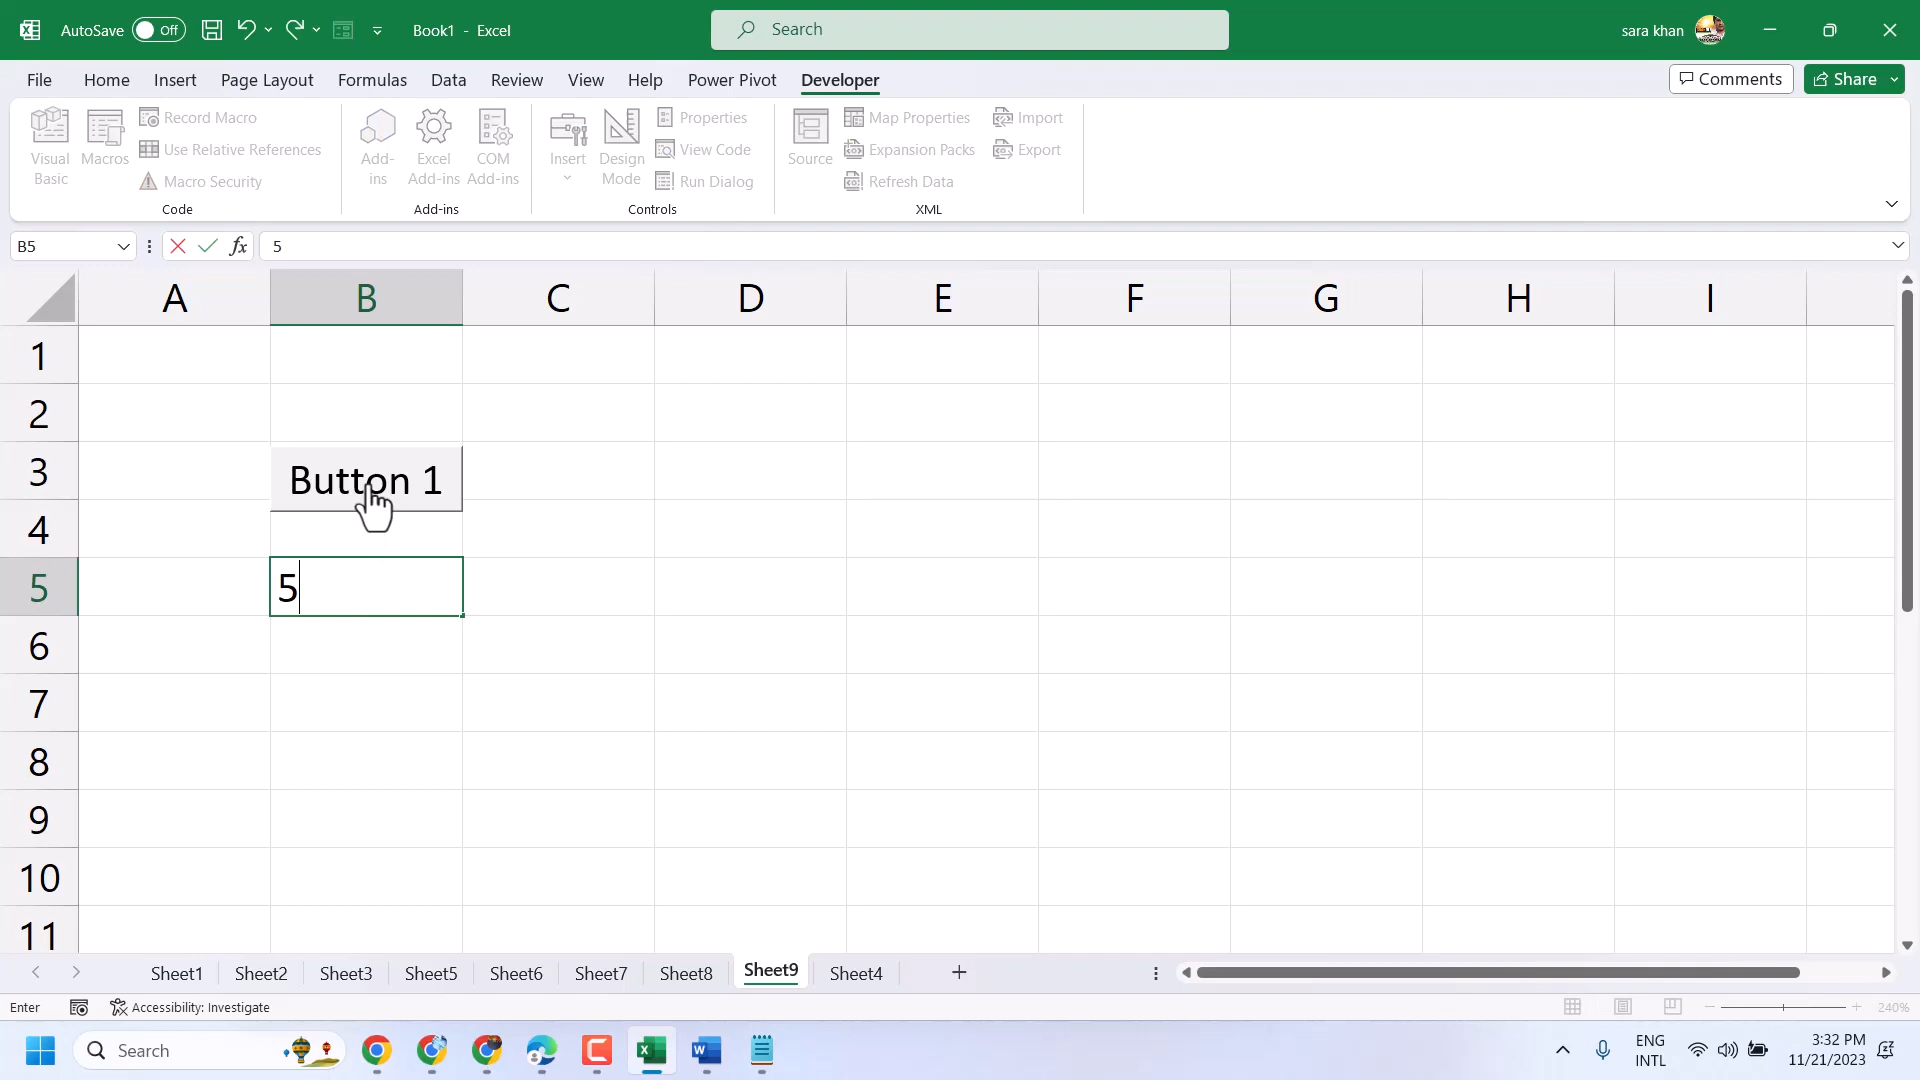 AutoSave Off Book1 - Excel Search sara khan
File Home Insert Page Layout Formulas Data Review View Help Power Pivot Developer Comments Share
Visual Basic
Macros
Record Macro
Use Relative References
Macro Security
Code
Add-ins
Excel Add-ins
COM Add-ins
Add-ins
Insert
Design Mode
Properties
View Code
Run Dialog
Controls
Source
Map Properties
Expansion Packs
Refresh Data
Import
Export
XML
B5 fx 5
A B C D E F G H I
1
2
3 Button 1
4
5 5
6
7
8
9
10
11
Sheet1 Sheet2 Sheet3 Sheet5 Sheet6 Sheet7 Sheet8 Sheet9 Sheet4
Enter Accessibility: Investigate 240%
Search ENG INTL 3:32 PM 11/21/2023